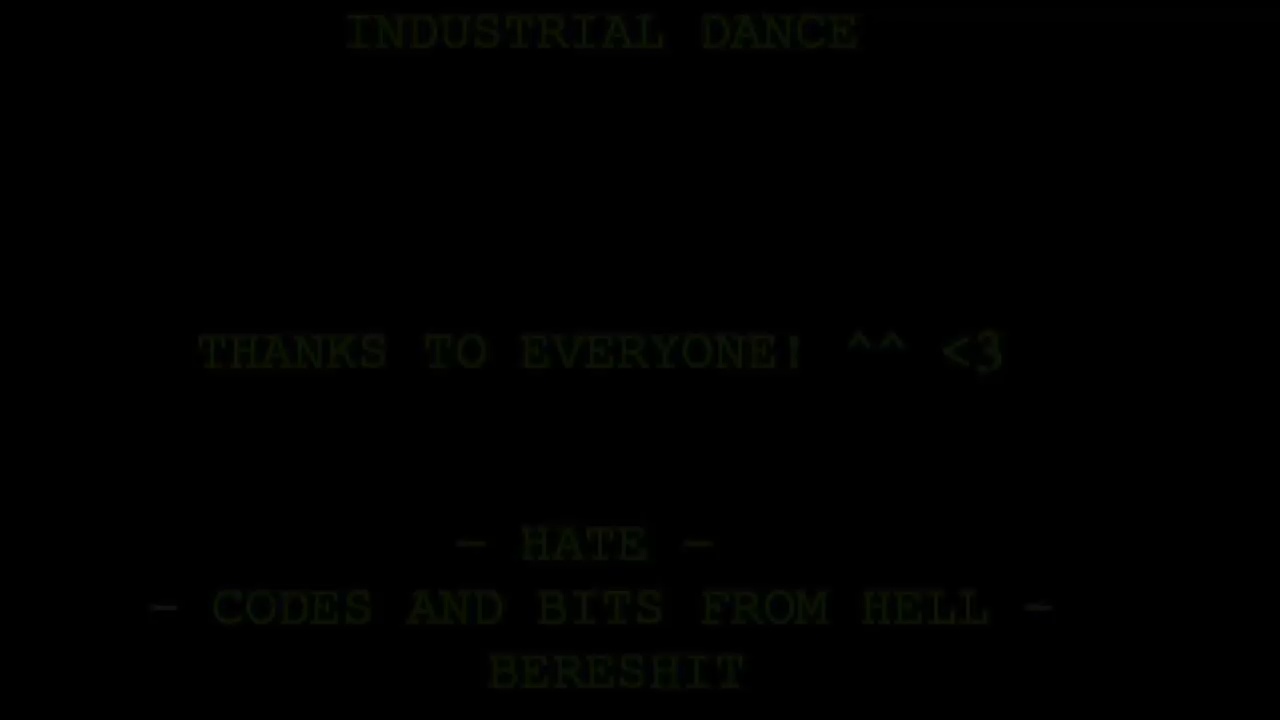 INDUSTRIAL DANCE
THANKS TO EVERYONE! ^^ <3
— HATE —
— CODES AND BITS FROM HELL —
BERESHIT